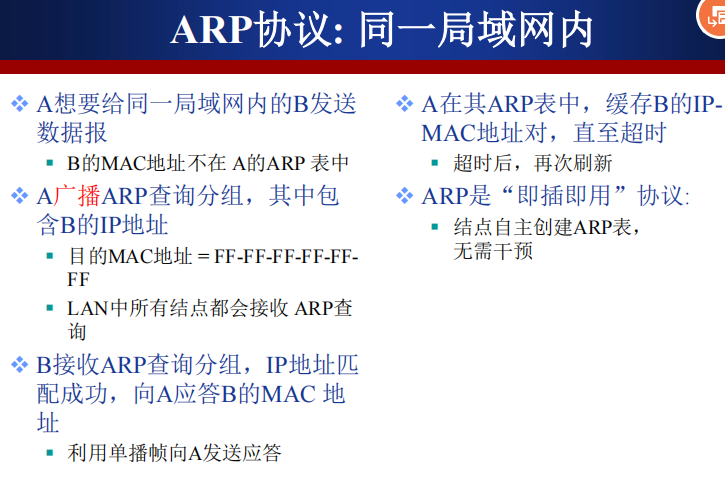 ARP协议: 同一局域网内
A想要给同一局域网内的B发送
数据报
B的MAC地址不在 A的ARP 表中
A广播ARP查询分组，其中包
含B的IP地址
目的MAC地址 = FF-FF-FF-FF-FF-
FF
LAN中所有结点都会接收 ARP查
询
B接收ARP查询分组，IP地址匹
配成功，向A应答B的MAC 地
址
利用单播帧向A发送应答
A在其ARP表中，缓存B的IP-
MAC地址对，直至超时
超时后，再次刷新
ARP是“即插即用”协议:
结点自主创建ARP表，
无需干预